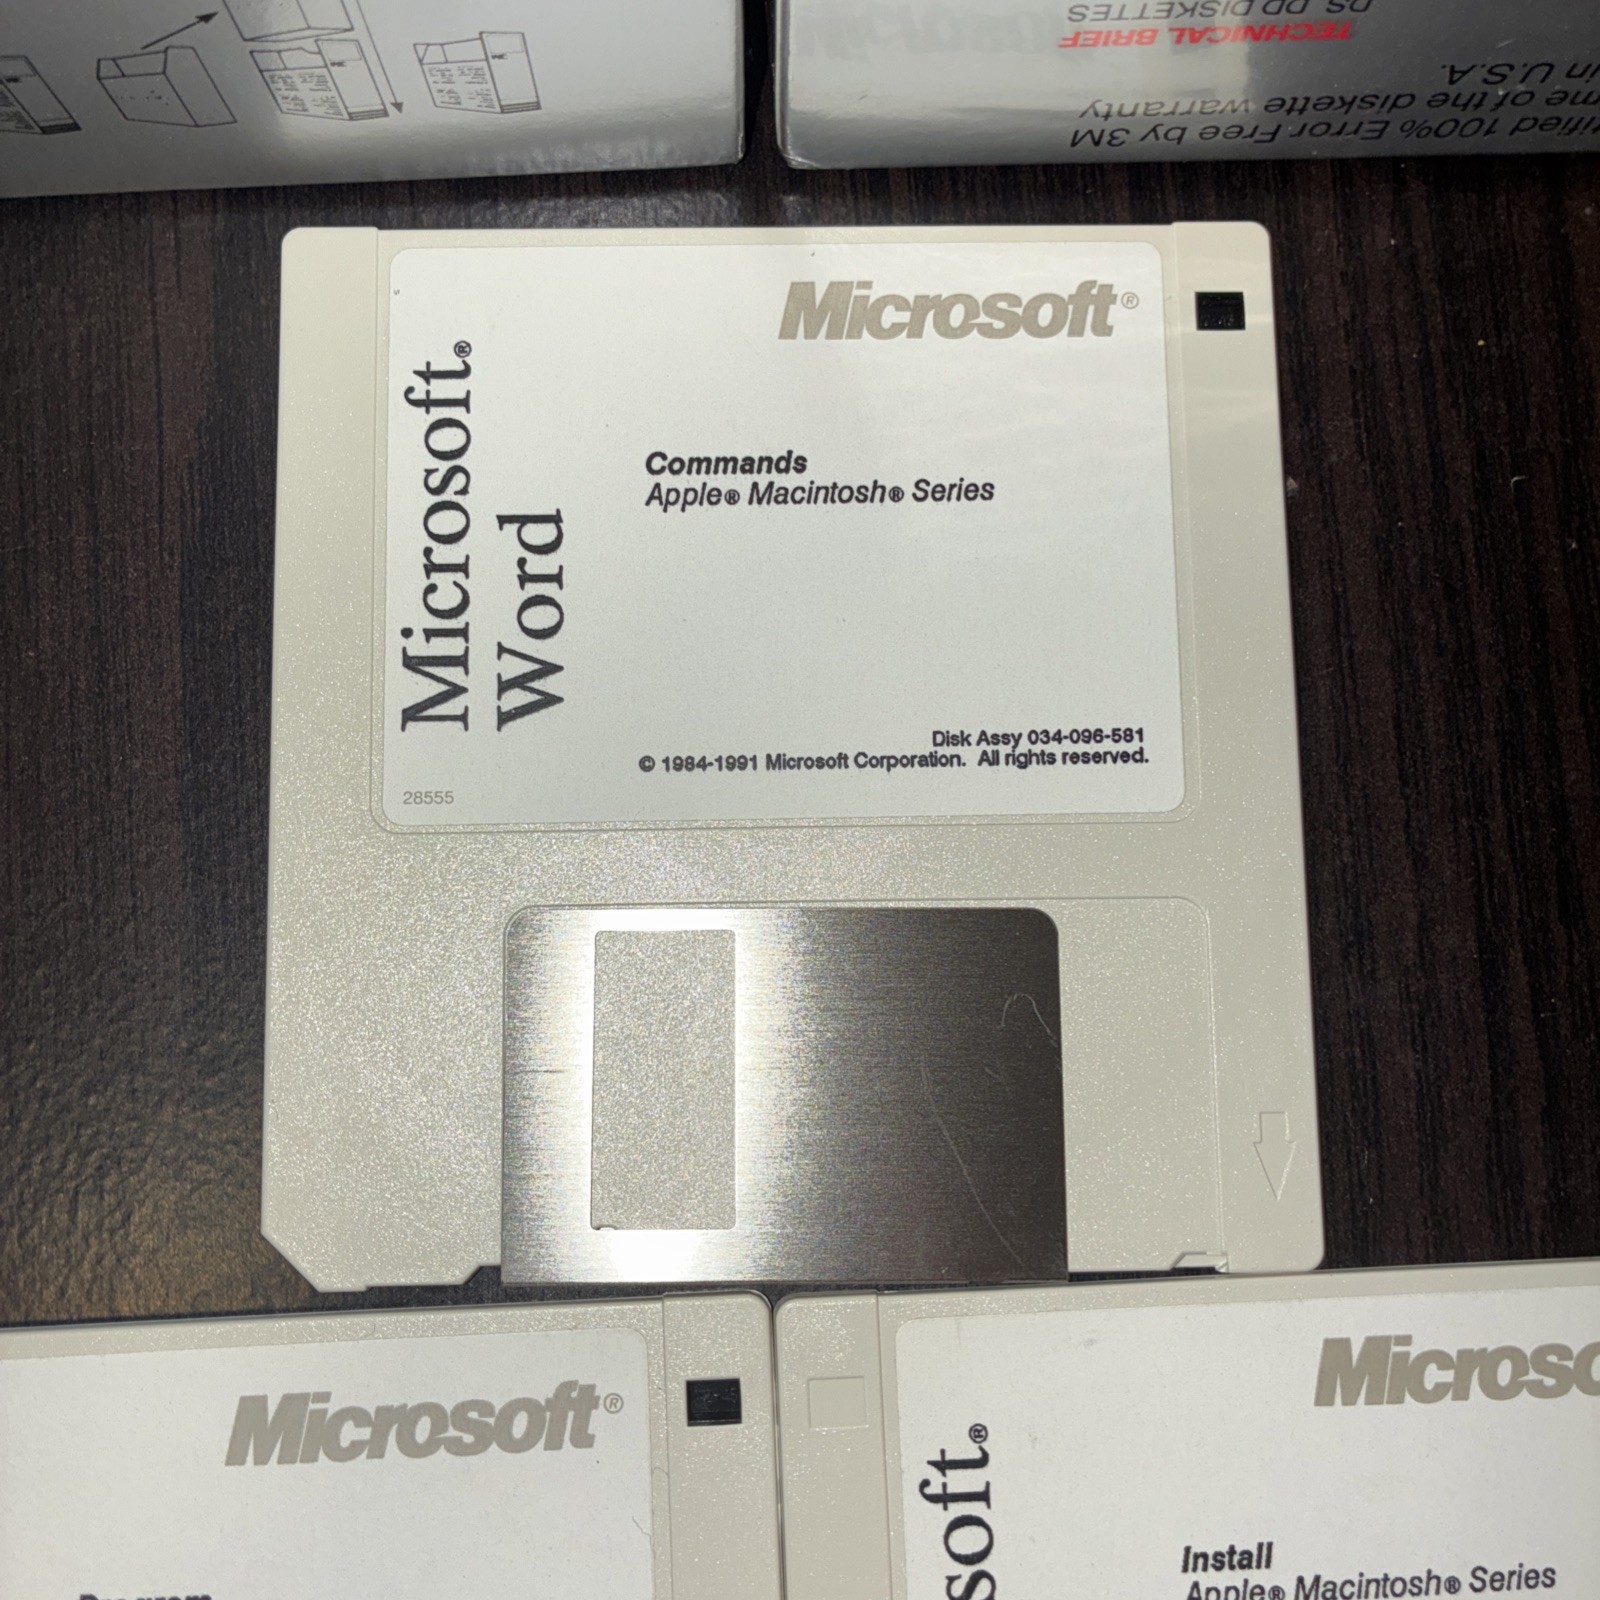 DS, DD DISKETTES
TECHNICAL BRIEF
in U.S.A.
of the diskette warranty
100% Error Free by 3M
Microsoft®
Microsoft®
Word
Commands
Apple® Macintosh® Series
Disk Assy 034-096-581
© 1984-1991 Microsoft Corporation. All rights reserved.
28555
Microsoft®
Program
Microso
soft®
Install
Apple® Macintosh® Series